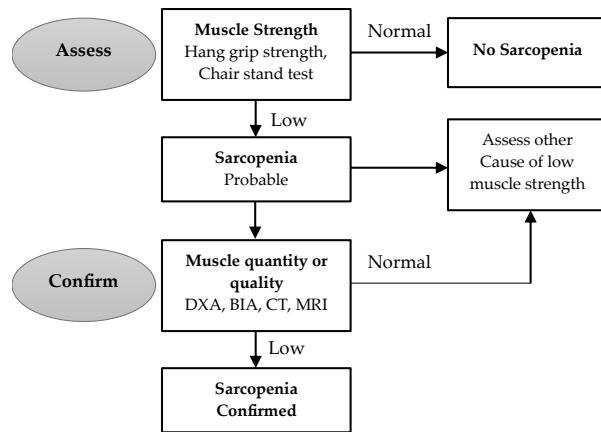 Assess
Muscle Strength
Hang grip strength,
Chair stand test
Normal
No Sarcopenia
Low
Sarcopenia
Probable
Assess other
Cause of low
muscle strength
Confirm
Muscle quantity or
quality
DXA, BIA, CT, MRI
Normal
Low
Sarcopenia
Confirmed